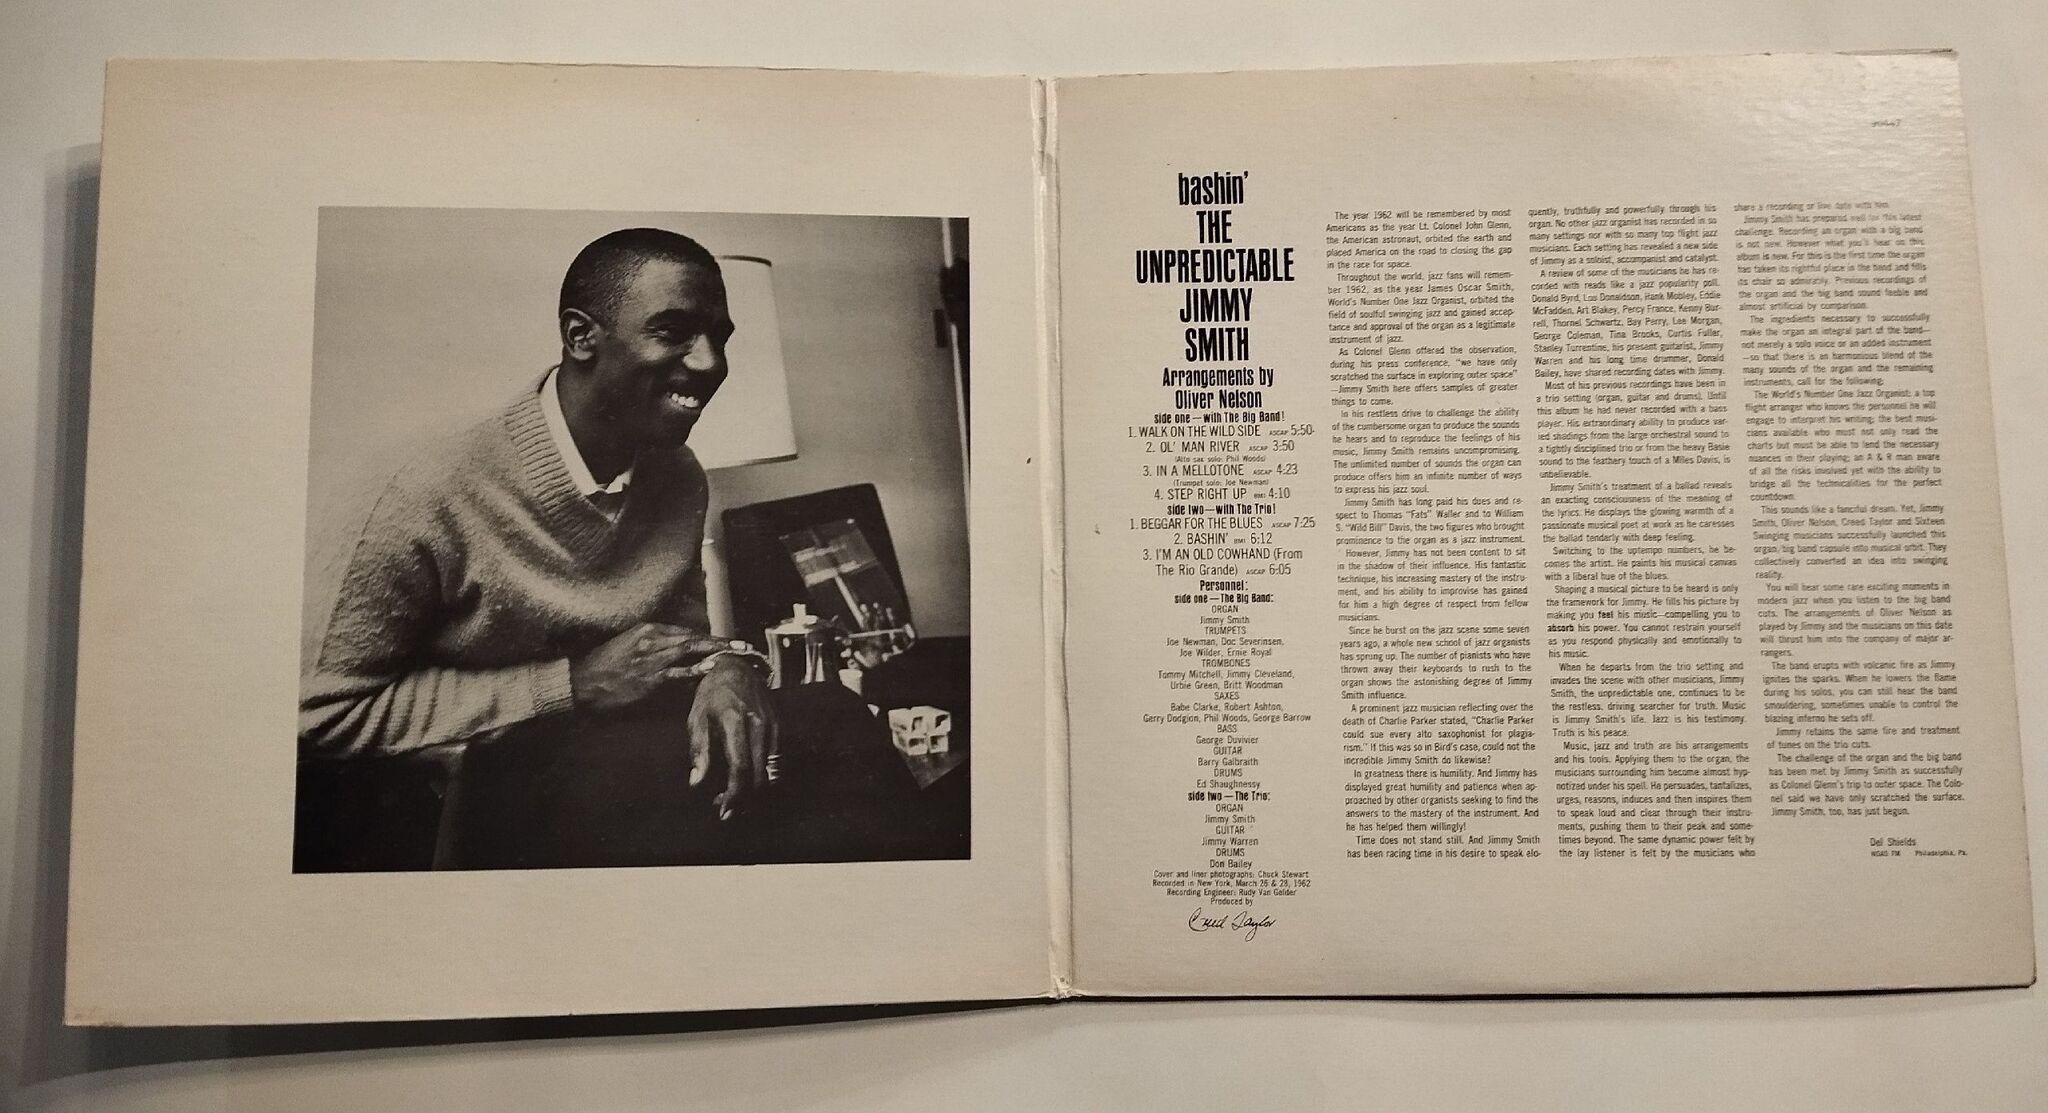 bashin'
THE
UNPREDICTABLE
JIMMY
SMITH
Arrangements by
Oliver Nelson
side one — with The Big Band!
1. WALK ON THE WILD SIDE ASCAP 5:50
2. OL' MAN RIVER ASCAP 3:50
(Alto sax solo: Phil Woods)
3. IN A MELLOTONE ASCAP 4:23
(Trumpet solo: Joe Newman)
4. STEP RIGHT UP BMI 4:10
side two — with The Trio!
1. BEGGAR FOR THE BLUES ASCAP 7:25
2. BASHIN' BMI 6:12
3. I'M AN OLD COWHAND (From
The Rio Grande) ASCAP 6:05
Personnel:
side one — The Big Band:
ORGAN
Jimmy Smith
TRUMPETS
Joe Newman, Doc Severinsen,
Joe Wilder, Ernie Royal
TROMBONES
Tommy Mitchell, Jimmy Cleveland,
Urbie Green, Britt Woodman
SAXES
Babe Clarke, Robert Ashton,
Gerry Dodgion, Phil Woods, George Barrow
BASS
George Duvivier
GUITAR
Barry Galbraith
DRUMS
Ed Shaughnessy
side two — The Trio:
ORGAN
Jimmy Smith
GUITAR
Jimmy Warren
DRUMS
Don Bailey
Cover and liner photographs: Chuck Stewart
Recorded in New York, March 26 & 28, 1962
Recording Engineer: Rudy Van Gelder
Produced by
Creed Taylor
The year 1962 will be remembered by most
Americans as the year Lt. Colonel John Glenn,
the American astronaut, orbited the earth and
placed America on the road to closing the gap
in the race for space.
Throughout the world, jazz fans will remem-
ber 1962, as the year James Oscar Smith,
World's Number One Jazz Organist, orbited the
field of soulful swinging jazz and gained accep-
tance and approval of the organ as a legitimate
instrument of jazz.
As Colonel Glenn offered the observation,
during his press conference, "we have only
scratched the surface in exploring outer space"
—Jimmy Smith here offers samples of greater
things to come.
In his restless drive to challenge the ability
of the cumbersome organ to produce the sounds
he hears and to reproduce the feelings of his
music, Jimmy Smith remains uncompromising.
The unlimited number of sounds the organ can
produce offers him an infinite number of ways
to express his jazz soul.
Jimmy Smith has long paid his dues and re-
spect to Thomas "Fats" Waller and to William
S. "Wild Bill" Davis, the two figures who brought
prominence to the organ as a jazz instrument.
However, Jimmy has not been content to sit
in the shadow of their influence. His fantastic
technique, his increasing mastery of the instru-
ment, and his ability to improvise has gained
for him a high degree of respect from fellow
musicians.
Since he burst on the jazz scene some seven
years ago, a whole new school of jazz organists
has sprung up. The number of pianists who have
thrown away their keyboards to rush to the
organ shows the astonishing degree of Jimmy
Smith influence.
A prominent jazz musician reflecting over the
death of Charlie Parker stated, "Charlie Parker
could sue every alto saxophonist for plagia-
rism." If this was so in Bird's case, could not the
incredible Jimmy Smith do likewise?
In greatness there is humility. And Jimmy has
displayed great humility and patience when ap-
proached by other organists seeking to find the
answers to the mastery of the instrument. And
he has helped them willingly!
Time does not stand still. And Jimmy Smith
has been racing time in his desire to speak elo-
quently, truthfully and powerfully through his
organ. No other jazz organist has recorded in so
many settings nor with so many top flight jazz
musicians. Each setting has revealed a new side
of Jimmy as a soloist, accompanist and catalyst.
A review of some of the musicians he has re-
corded with reads like a jazz popularity poll.
Donald Byrd, Lou Donaldson, Hank Mobley, Eddie
McFadden, Art Blakey, Percy France, Kenny Bur-
rell, Thornel Schwartz, Bay Perry, Lee Morgan,
George Coleman, Tina Brooks, Curtis Fuller,
Stanley Turrentine, his present guitarist, Jimmy
Warren and his long time drummer, Donald
Bailey, have shared recording dates with Jimmy.
Most of his previous recordings have been in
a trio setting (organ, guitar and drums). Until
this album he had never recorded with a bass
player. His extraordinary ability to produce var-
ied shadings from the large orchestral sound to
a tightly disciplined trio or from the heavy Basie
sound to the feathery touch of a Miles Davis, is
unbelievable.
Jimmy Smith's treatment of a ballad reveals
an exacting consciousness of the meaning of
the lyrics. He displays the glowing warmth of a
passionate musical poet at work as he caresses
the ballad tenderly with deep feeling.
Switching to the uptempo numbers, he be-
comes the artist. He paints his musical canvas
with a liberal hue of the blues.
Shaping a musical picture to be heard is only
the framework for Jimmy. He fills his picture by
making you feel his music—compelling you to
absorb his power. You cannot restrain yourself
as you respond physically and emotionally to
his music.
When he departs from the trio setting and
invades the scene with other musicians, Jimmy
Smith, the unpredictable one, continues to be
the restless, driving searcher for truth. Music
is Jimmy Smith's life. Jazz is his testimony.
Truth is his peace.
Music, jazz and truth are his arrangements
and his tools. Applying them to the organ, the
musicians surrounding him become almost hyp-
notized under his spell. He persuades, tantalizes,
urges, reasons, induces and then inspires them
to speak loud and clear through their instru-
ments, pushing them to their peak and some-
times beyond. The same dynamic power felt by
the lay listener is felt by the musicians who
share a recording or live date with him.
Jimmy Smith has prepared well for this latest
challenge. Recording an organ with a big band
is not new. However what you'll hear on this
album is new. For this is the first time the organ
has taken its rightful place in the band and fills
its chair so admirably. Previous recordings of
the organ and the big band sound feeble and
almost artificial by comparison.
The ingredients necessary to successfully
make the organ an integral part of the band—
not merely a solo voice or an added instrument
—so that there is an harmonious blend of the
many sounds of the organ and the remaining
instruments, call for the following:
The World's Number One Jazz Organist; a top
flight arranger who knows the personnel he will
engage to interpret his writing; the best musi-
cians available who must not only read the
charts but must be able to lend the necessary
nuances in their playing; an A & R man aware
of all the risks involved yet with the ability to
bridge all the technicalities for the perfect
countdown.
This sounds like a fanciful dream. Yet, Jimmy
Smith, Oliver Nelson, Creed Taylor and Sixteen
Swinging musicians successfully launched this
organ, big band capsule into musical orbit. They
collectively converted an idea into swinging
reality.
You will hear some rare exciting moments in
modern jazz when you listen to the big band
cuts. The arrangements of Oliver Nelson as
played by Jimmy and the musicians on this date
will thrust him into the company of major ar-
rangers.
The band erupts with volcanic fire as Jimmy
ignites the sparks. When he lowers the flame
during his solos, you can still hear the band
smouldering, sometimes unable to control the
blazing inferno he sets off.
Jimmy retains the same fire and treatment
of tunes on the trio cuts.
The challenge of the organ and the big band
has been met by Jimmy Smith as successfully
as Colonel Glenn's trip to outer space. The Colo-
nel said we have only scratched the surface.
Jimmy Smith, too, has just begun.
Del Shields
WDAS FM Philadelphia, Pa.